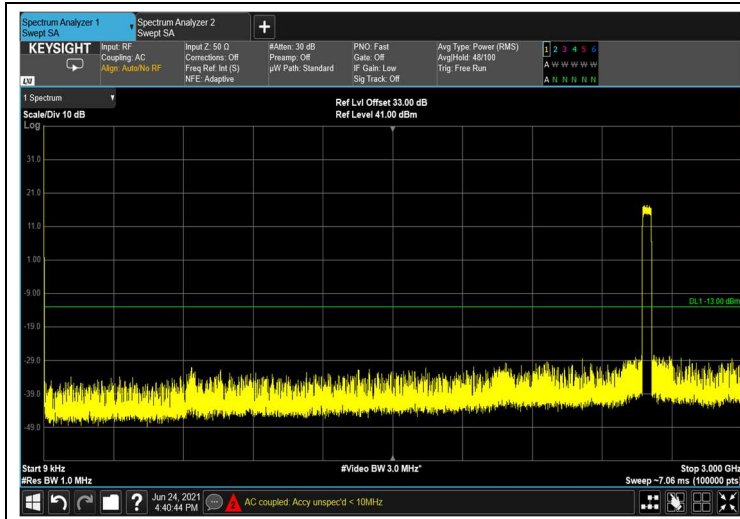 Spectrum Analyzer 1
Swept SA
Spectrum Analyzer 2
Swept SA
+
KEYSIGHT
LXI
Input: RF
Coupling: AC
Align: Auto/No RF
Input Z: 50 Ω
Corrections: Off
Freq Ref: Int (S)
NFE: Adaptive
#Atten: 30 dB
Preamp: Off
µW Path: Standard
PNO: Fast
Gate: Off
IF Gain: Low
Sig Track: Off
Avg Type: Power (RMS)
Avg|Hold: 48/100
Trig: Free Run
1 2 3 4 5 6
A W W W W W
A N N N N N
1 Spectrum
Scale/Div 10 dB
Log
Ref Lvl Offset 33.00 dB
Ref Level 41.00 dBm
31.0
21.0
11.0
1.00
-9.00
DL1 -13.00 dBm
-19.0
-29.0
-39.0
-49.0
Start 9 kHz
#Res BW 1.0 MHz
#Video BW 3.0 MHz*
Stop 3.000 GHz
Sweep ~7.06 ms (100000 pts)
?
Jun 24, 2021
4:40:44 PM
2
AC coupled: Accy unspec'd < 10MHz